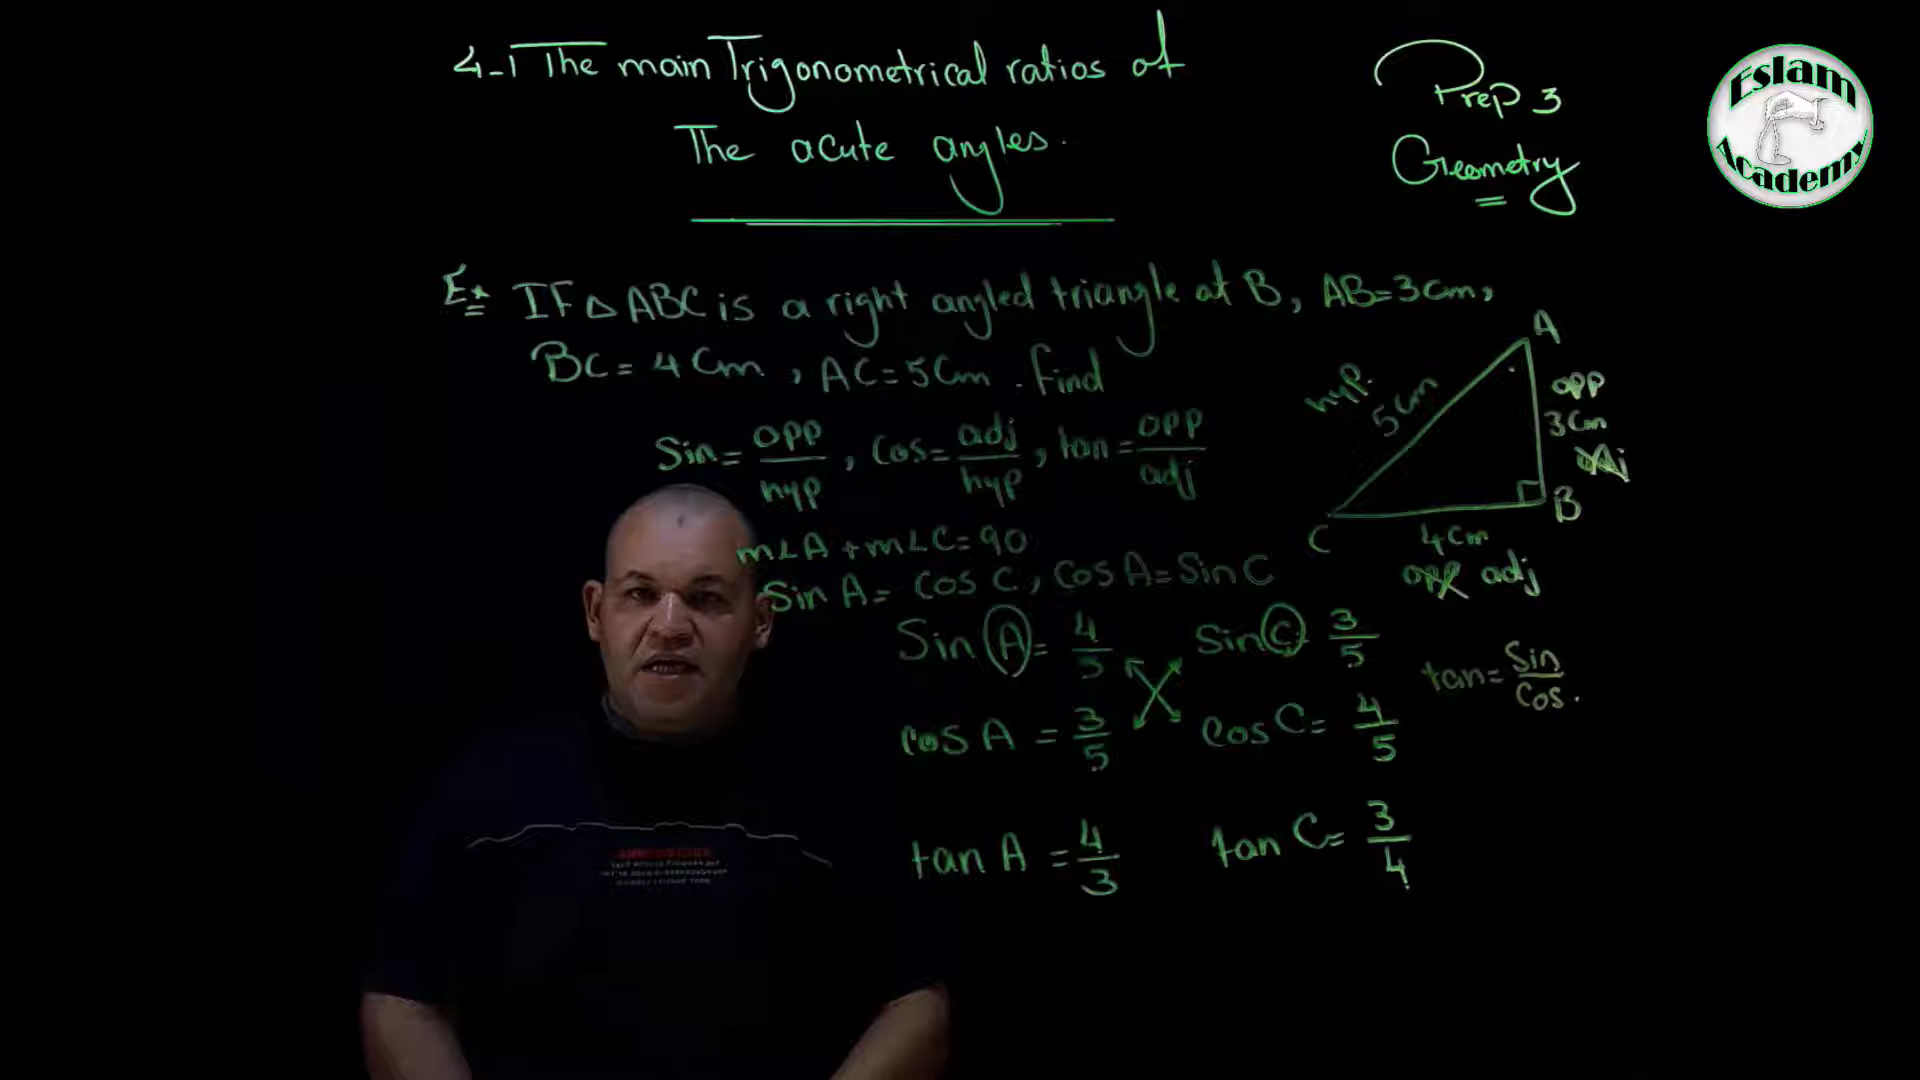 4-1 The main Trigonometrical ratios of
The acute angles.
Prep 3
Geometry
Eslam
Academy
Ex IF △ ABC is a right angled triangle at B, AB=3cm,
BC= 4 Cm, AC=5Cm. find
Sin= opp/hyp, Cos= adj/hyp, tan= opp/adj
m∠A + m∠C= 90
Sin A= Cos C, Cos A= Sin C
Sin A= 4/5 Sin C= 3/5
cos A = 3/5 cos C= 4/5
tan A = 4/3 tan C= 3/4
tan= Sin/Cos.
A
hyp.
5cm
opp
3Cm
adj
B
C
4Cm
opp adj